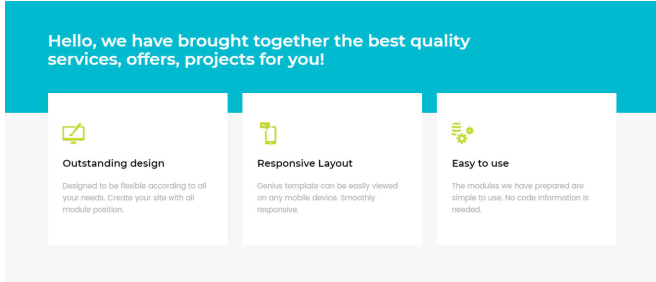 Hello, we have brought together the best quality
services, offers, projects for you!
Outstanding design
Designed to be flexible according to all
your needs. Create your site with all
module position.
Responsive Layout
Genius template can be easily viewed
on any mobile device. Smoothly
responsive.
Easy to use
The modules we have prepared are
simple to use. No code information is
needed.